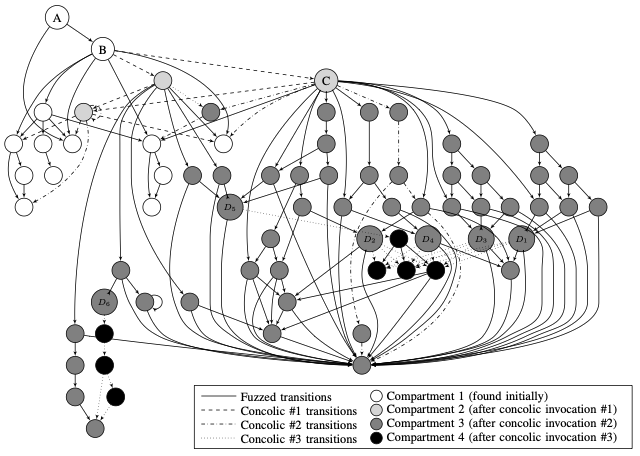 A
B
C
D5
D2
D4
D3
D1
D6
Fuzzed transitions
Concolic #1 transitions
Concolic #2 transitions
Concolic #3 transitions
Compartment 1 (found initially)
Compartment 2 (after concolic invocation #1)
Compartment 3 (after concolic invocation #2)
Compartment 4 (after concolic invocation #3)